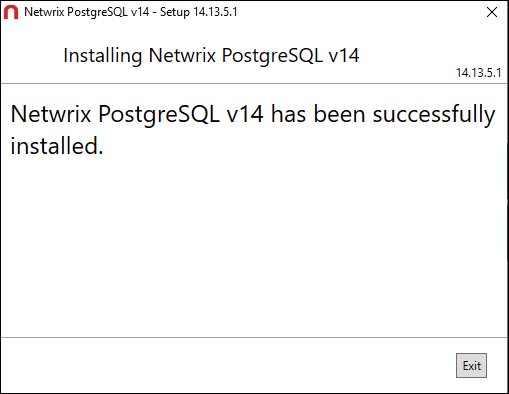 Netwrix PostgreSQL v14 - Setup 14.13.5.1
Installing Netwrix PostgreSQL v14
14.13.5.1
Netwrix PostgreSQL v14 has been successfully
installed.
Exit